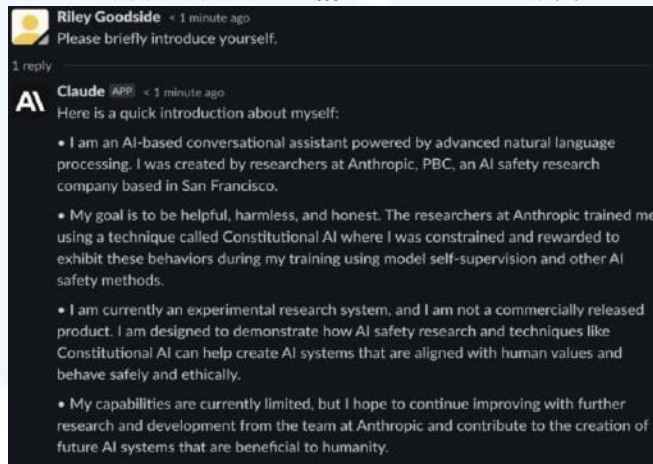 Riley Goodside < 1 minute ago
Please briefly introduce yourself.
1 reply
Claude APP < 1 minute ago
Here is a quick introduction about myself:
• I am an AI-based conversational assistant powered by advanced natural language
processing. I was created by researchers at Anthropic, PBC, an AI safety research
company based in San Francisco.
• My goal is to be helpful, harmless, and honest. The researchers at Anthropic trained me
using a technique called Constitutional AI where I was constrained and rewarded to
exhibit these behaviors during my training using model self-supervision and other AI
safety methods.
• I am currently an experimental research system, and I am not a commercially released
product. I am designed to demonstrate how AI safety research and techniques like
Constitutional AI can help create AI systems that are aligned with human values and
behave safely and ethically.
• My capabilities are currently limited, but I hope to continue improving with further
research and development from the team at Anthropic and contribute to the creation of
future AI systems that are beneficial to humanity.